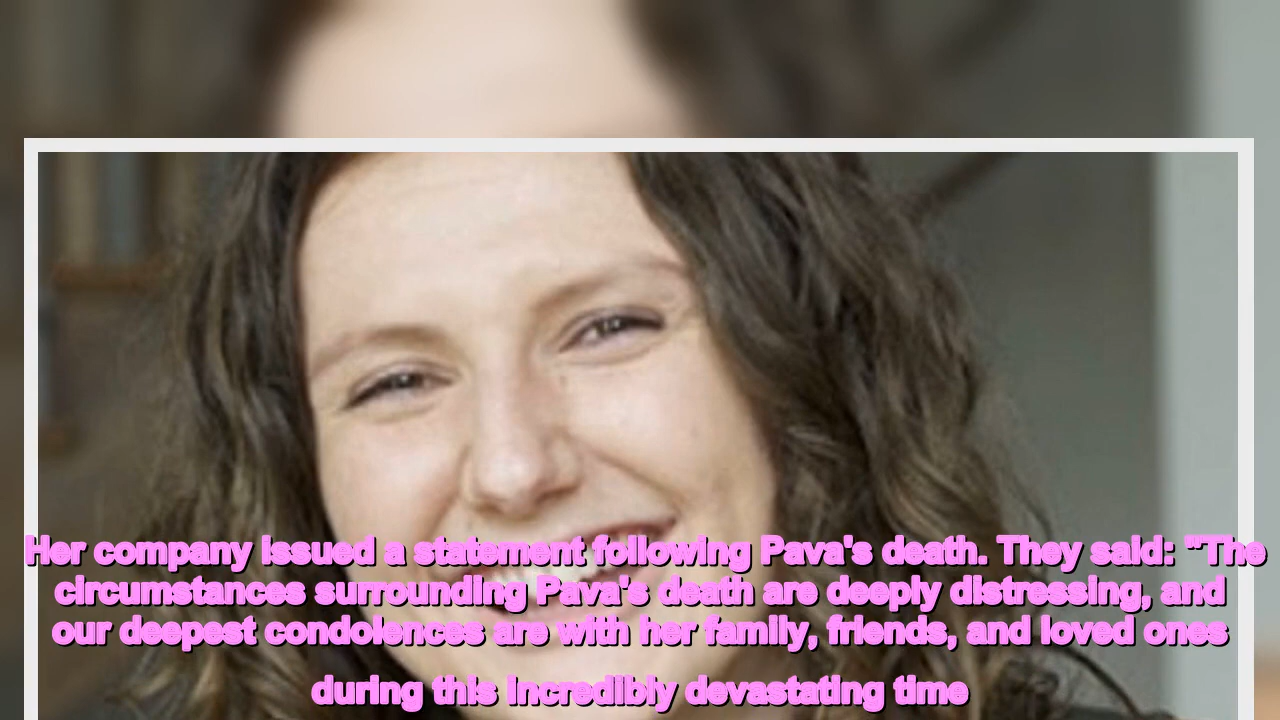 Her company issued a statement following Pava's death. They said: "The
circumstances surrounding Pava's death are deeply distressing, and
our deepest condolences are with her family, friends, and loved ones
during this incredibly devastating time